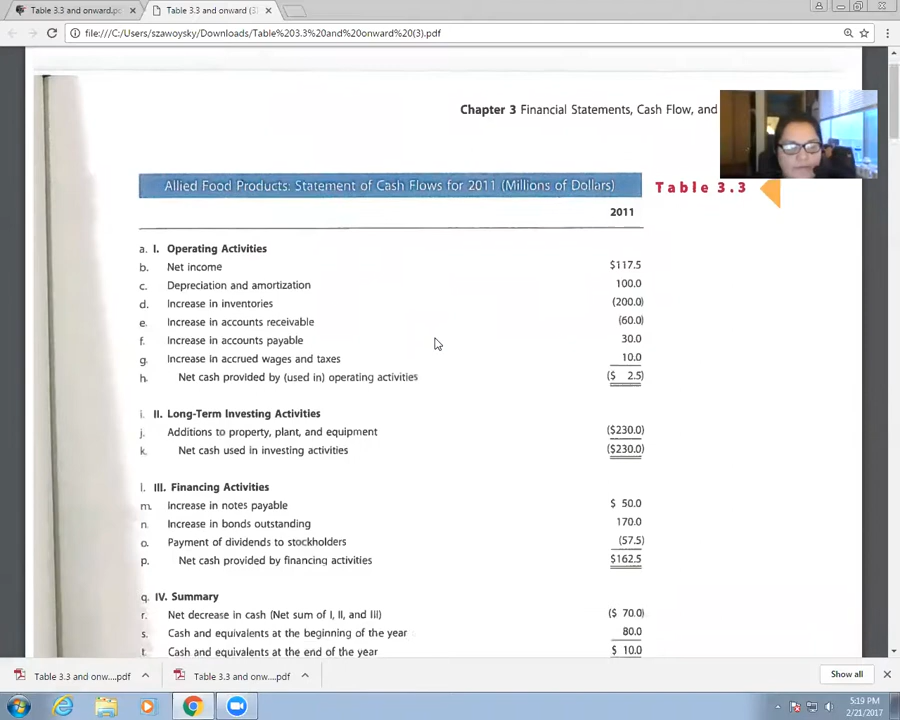 Table 3.3 and onward.pdf
Table 3.3 and onward (3)
file:///C:/Users/szawoysky/Downloads/Table%203.3%20and%20onward%20(3).pdf
Chapter 3 Financial Statements, Cash Flow, and
Allied Food Products: Statement of Cash Flows for 2011 (Millions of Dollars)
Table 3.3
2011
a. I. Operating Activities
b. Net income $117.5
c. Depreciation and amortization 100.0
d. Increase in inventories (200.0)
e. Increase in accounts receivable (60.0)
f. Increase in accounts payable 30.0
g. Increase in accrued wages and taxes 10.0
h. Net cash provided by (used in) operating activities ($ 2.5)
i. II. Long-Term Investing Activities
j. Additions to property, plant, and equipment ($230.0)
k. Net cash used in investing activities ($230.0)
l. III. Financing Activities
m. Increase in notes payable $ 50.0
n. Increase in bonds outstanding 170.0
o. Payment of dividends to stockholders (57.5)
p. Net cash provided by financing activities $162.5
q. IV. Summary
r. Net decrease in cash (Net sum of I, II, and III) ($ 70.0)
s. Cash and equivalents at the beginning of the year 80.0
t. Cash and equivalents at the end of the year $ 10.0
Table 3.3 and onw....pdf
Table 3.3 and onw....pdf
Show all
5:19 PM
2/21/2017